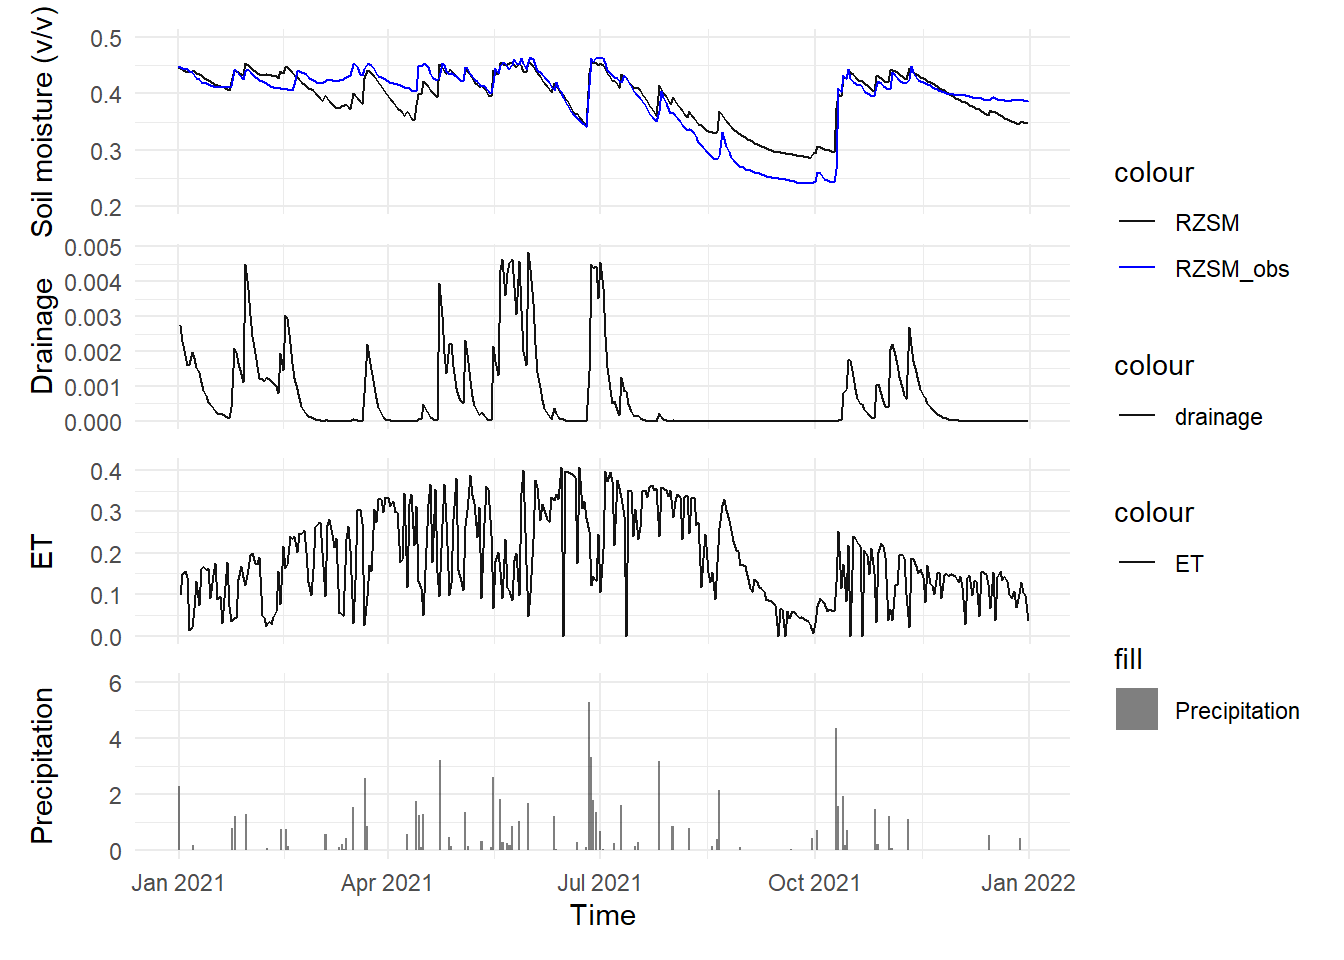 Soil moisture (v/v)
0.5
0.4
0.3
0.2
Drainage
0.005
0.004
0.003
0.002
0.001
0.000
ET
0.4
0.3
0.2
0.1
0.0
Precipitation
6
4
2
0
Jan 2021
Apr 2021
Jul 2021
Oct 2021
Jan 2022
Time
colour
RZSM
RZSM_obs
colour
drainage
colour
ET
fill
Precipitation